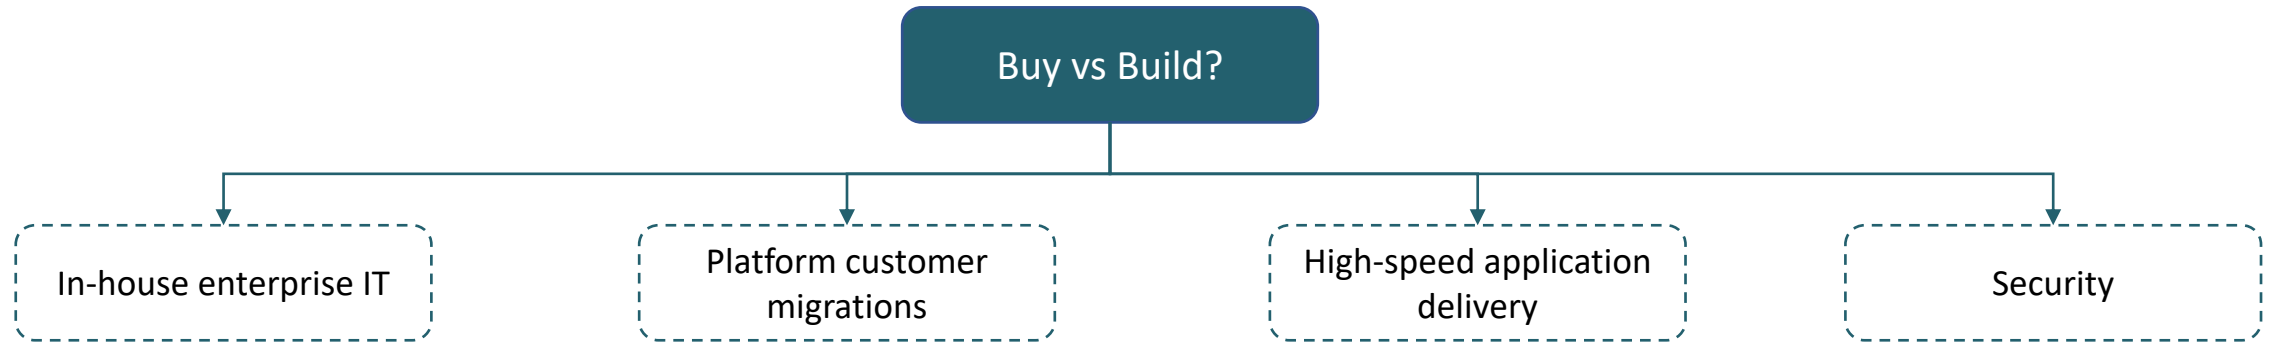 Buy vs Build?
In-house enterprise IT
Platform customer
migrations
High-speed application
delivery
Security